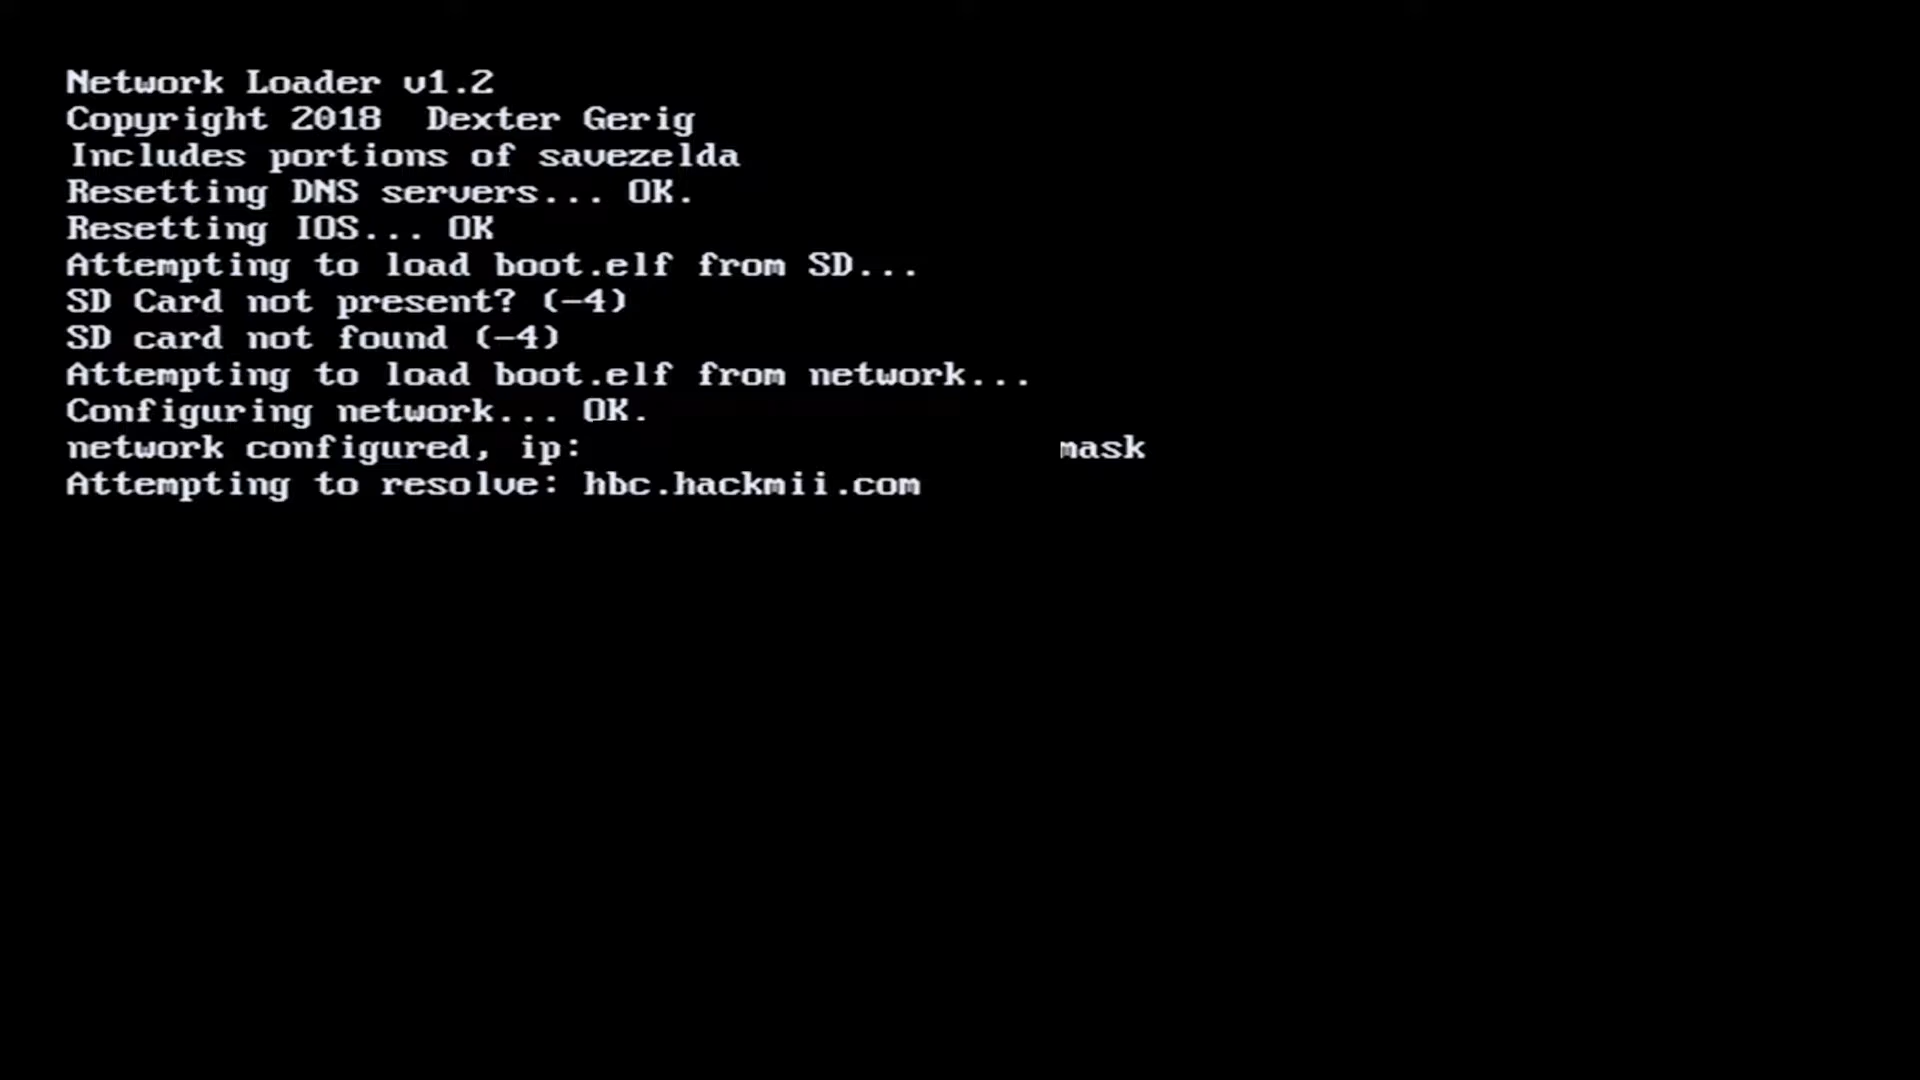 Network Loader v1.2
Copyright 2018  Dexter Gerig
Includes portions of savezelda
Resetting DNS servers... OK.
Resetting IOS... OK
Attempting to load boot.elf from SD...
SD Card not present? (-4)
SD card not found (-4)
Attempting to load boot.elf from network...
Configuring network... OK.
network configured, ip: mask
Attempting to resolve: hbc.hackmii.com